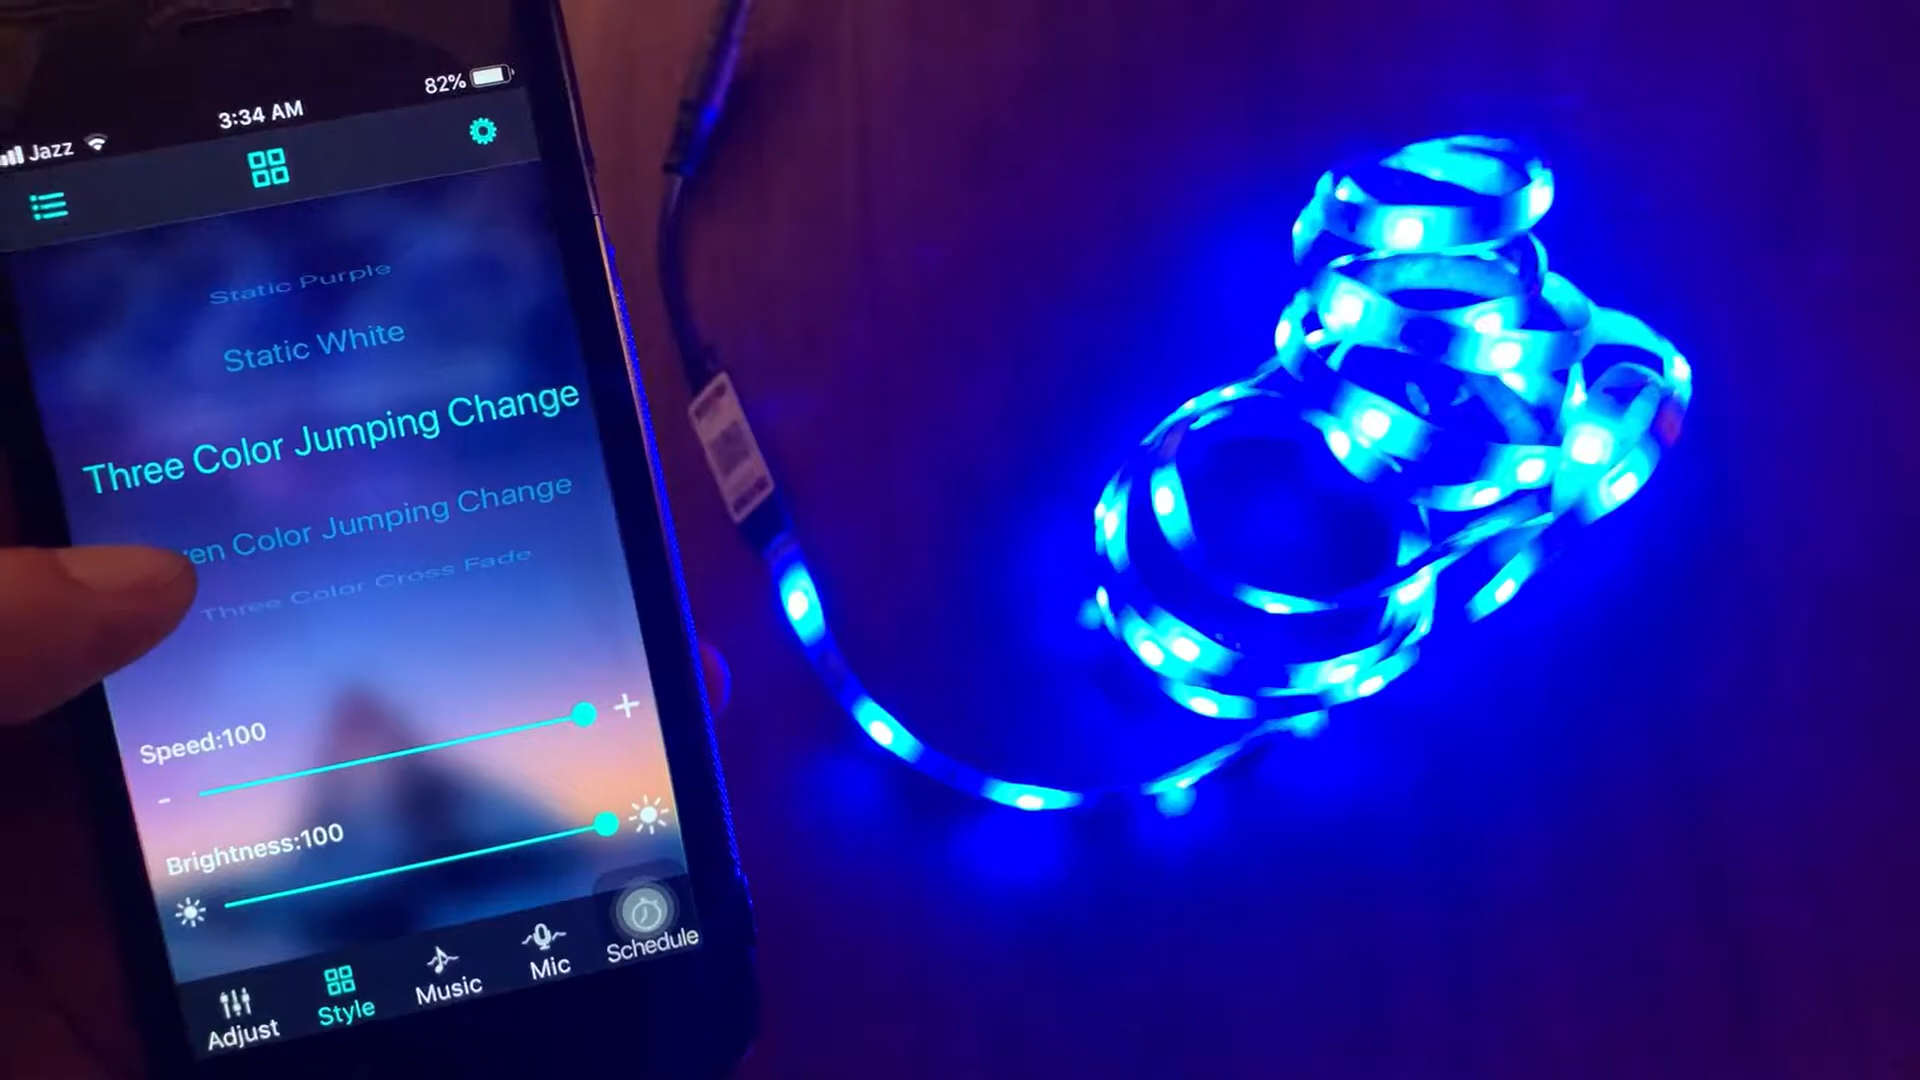 82%
3:34 AM
Jazz
Static Purple
Static White
Three Color Jumping Change
ven Color Jumping Change
Three Color Cross Fade
Speed:100
- +
Brightness:100
Adjust
Style
Music
Mic
Schedule